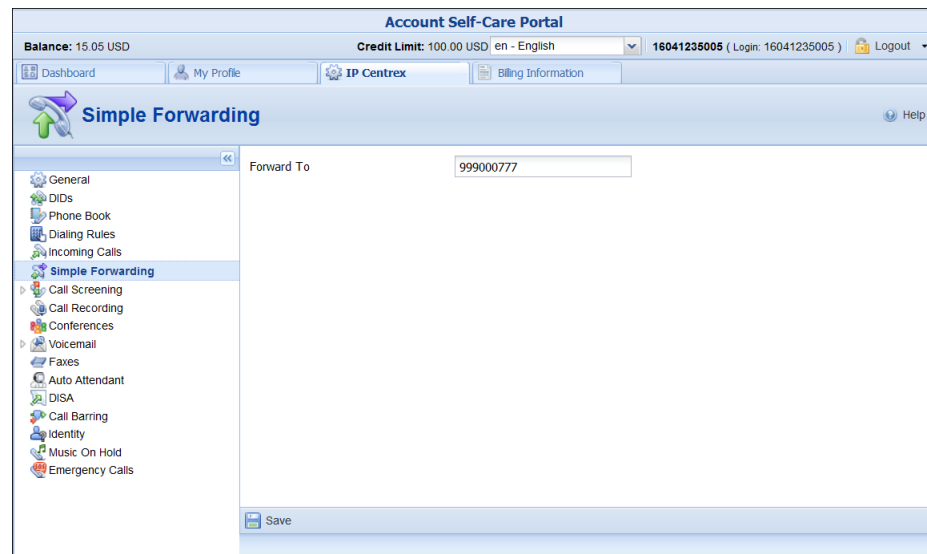 Account Self-Care Portal
Balance: 15.05 USD Credit Limit: 100.00 USD en - English 16041235005 ( Login: 16041235005 ) Logout
Dashboard My Profile IP Centrex Billing Information
Simple Forwarding Help
Forward To 999000777
General
DIDs
Phone Book
Dialing Rules
Incoming Calls
Simple Forwarding
Call Screening
Call Recording
Conferences
Voicemail
Faxes
Auto Attendant
DISA
Call Barring
Identity
Music On Hold
Emergency Calls
Save